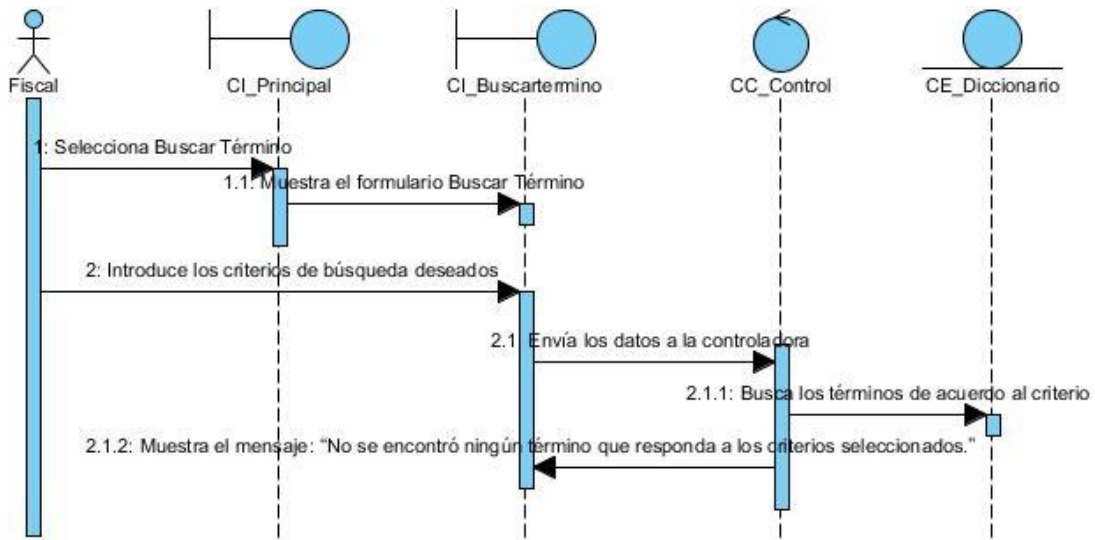 Fiscal
CI_Principal
CI_Buscartermino
CC_Control
CE_Diccionario
1: Selecciona Buscar Término
1.1: Muestra el formulario Buscar Término
2: Introduce los criterios de búsqueda deseados
2.1: Envía los datos a la controladora
2.1.1: Busca los términos de acuerdo al criterio
2.1.2: Muestra el mensaje: “No se encontró ningún término que responda a los criterios seleccionados.”